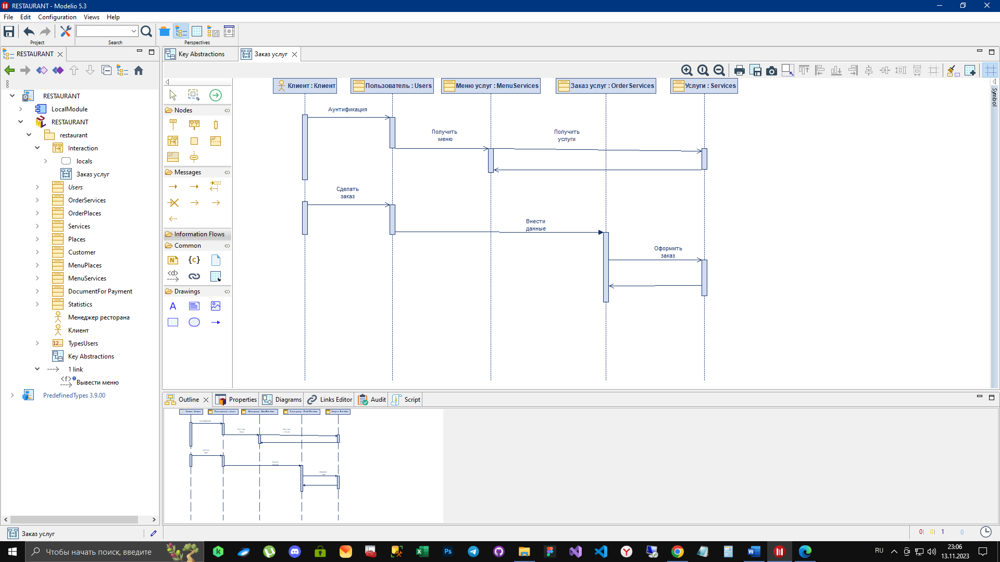 RESTAURANT - Modelio 5.3
File Edit Configuration Views Help
Project Search Perspectives
RESTAURANT
Key Abstractions
Заказ услуг
RESTAURANT
LocalModule
RESTAURANT
restaurant
Interaction
locals
Заказ услуг
Users
OrderServices
OrderPlaces
Services
Places
Customer
MenuPlaces
MenuServices
DocumentFor Payment
Statistics
Менеджер ресторана
Клиент
12... TypesUsers
Key Abstractions
1 link
<f> Вывести меню
PredefinedTypes 3.9.00
Nodes
Messages
Information Flows
Common
N {c}
<d>
Drawings
A
Клиент : Клиент
Пользователь : Users
Меню услуг : MenuServices
Заказ услуг : OrderServices
Услуги : Services
Аунтификация
Получить
меню
Получить
услуги
Сделать
заказ
Внести
данные
Оформить
заказ
Symbol
Outline
Properties
Diagrams
Links Editor
Audit
Script
Заказ услуг
0 0 1 0
Чтобы начать поиск, введите
RU
23:06
13.11.2023